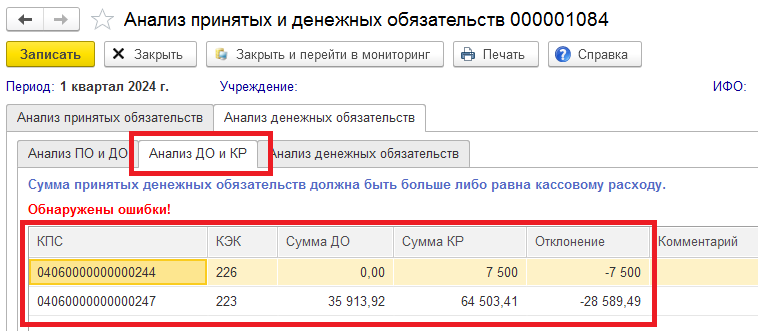 Анализ принятых и денежных обязательств 000001084
Записать Закрыть Закрыть и перейти в мониторинг Печать Справка
Период: 1 квартал 2024 г. Учреждение: ИФО:
Анализ принятых обязательств Анализ денежных обязательств
Анализ ПО и ДО Анализ ДО и КР Анализ денежных обязательств
Сумма принятых денежных обязательств должна быть больше либо равна кассовому расходу.
Обнаружены ошибки!
КПС КЭК Сумма ДО Сумма КР Отклонение Комментарий
04060000000000244 226 0,00 7 500 -7 500
04060000000000247 223 35 913,92 64 503,41 -28 589,49